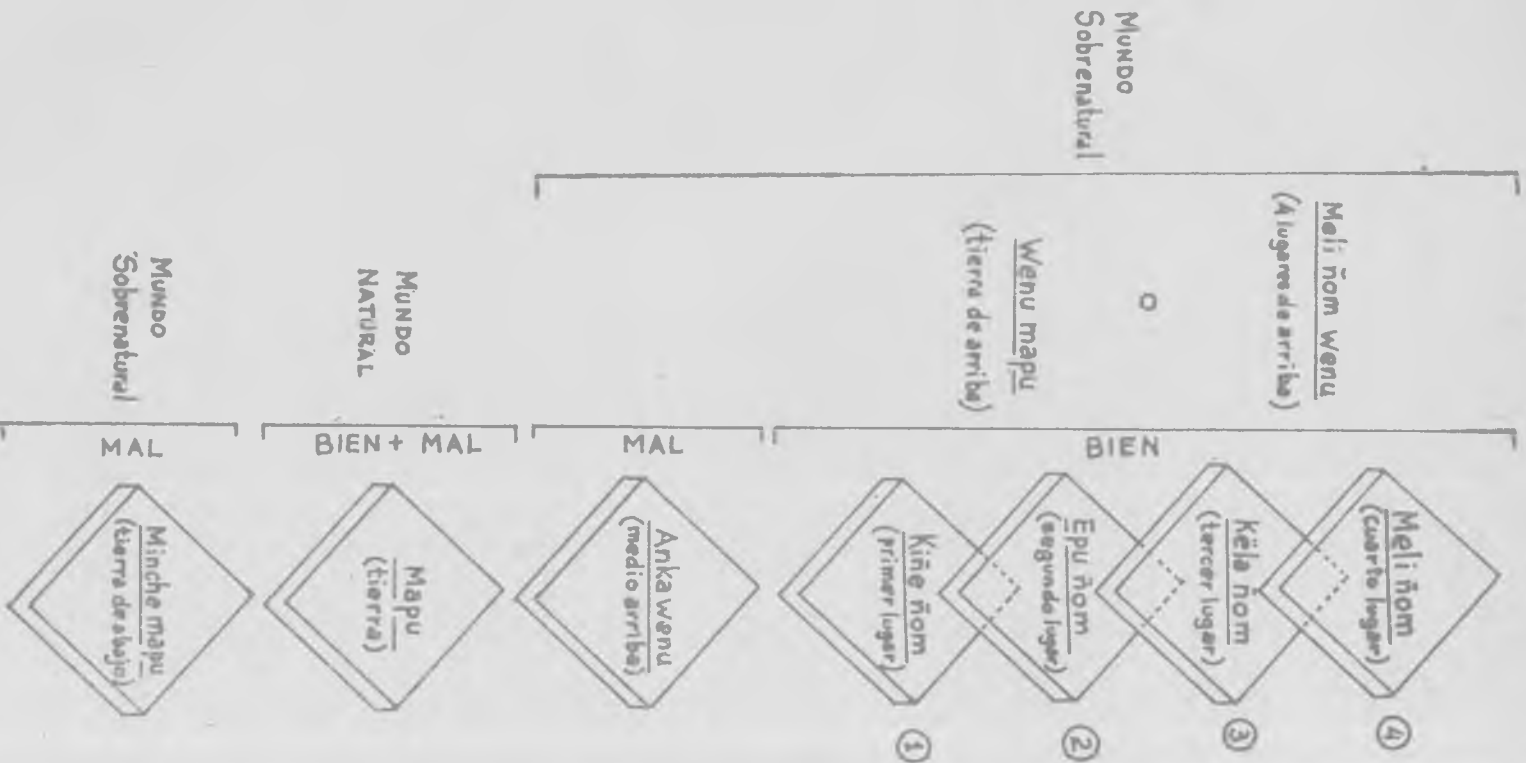 MUNDO
Sobrenatural
Meli ñom wenu
(4 lugares de arriba)
o
Wenu mapu
(tierra de arriba)
BIEN
Meli ñom
(cuarto lugar)
4
Këla ñom
(tercer lugar)
3
Epu ñom
(segundo lugar)
2
Kiñe ñom
(primer lugar)
1
MAL
Ankawenu
(medio arriba)
MUNDO
NATURAL
BIEN + MAL
Mapu
(tierra)
MUNDO
Sobrenatural
MAL
Minche mapu
(tierra de abajo)